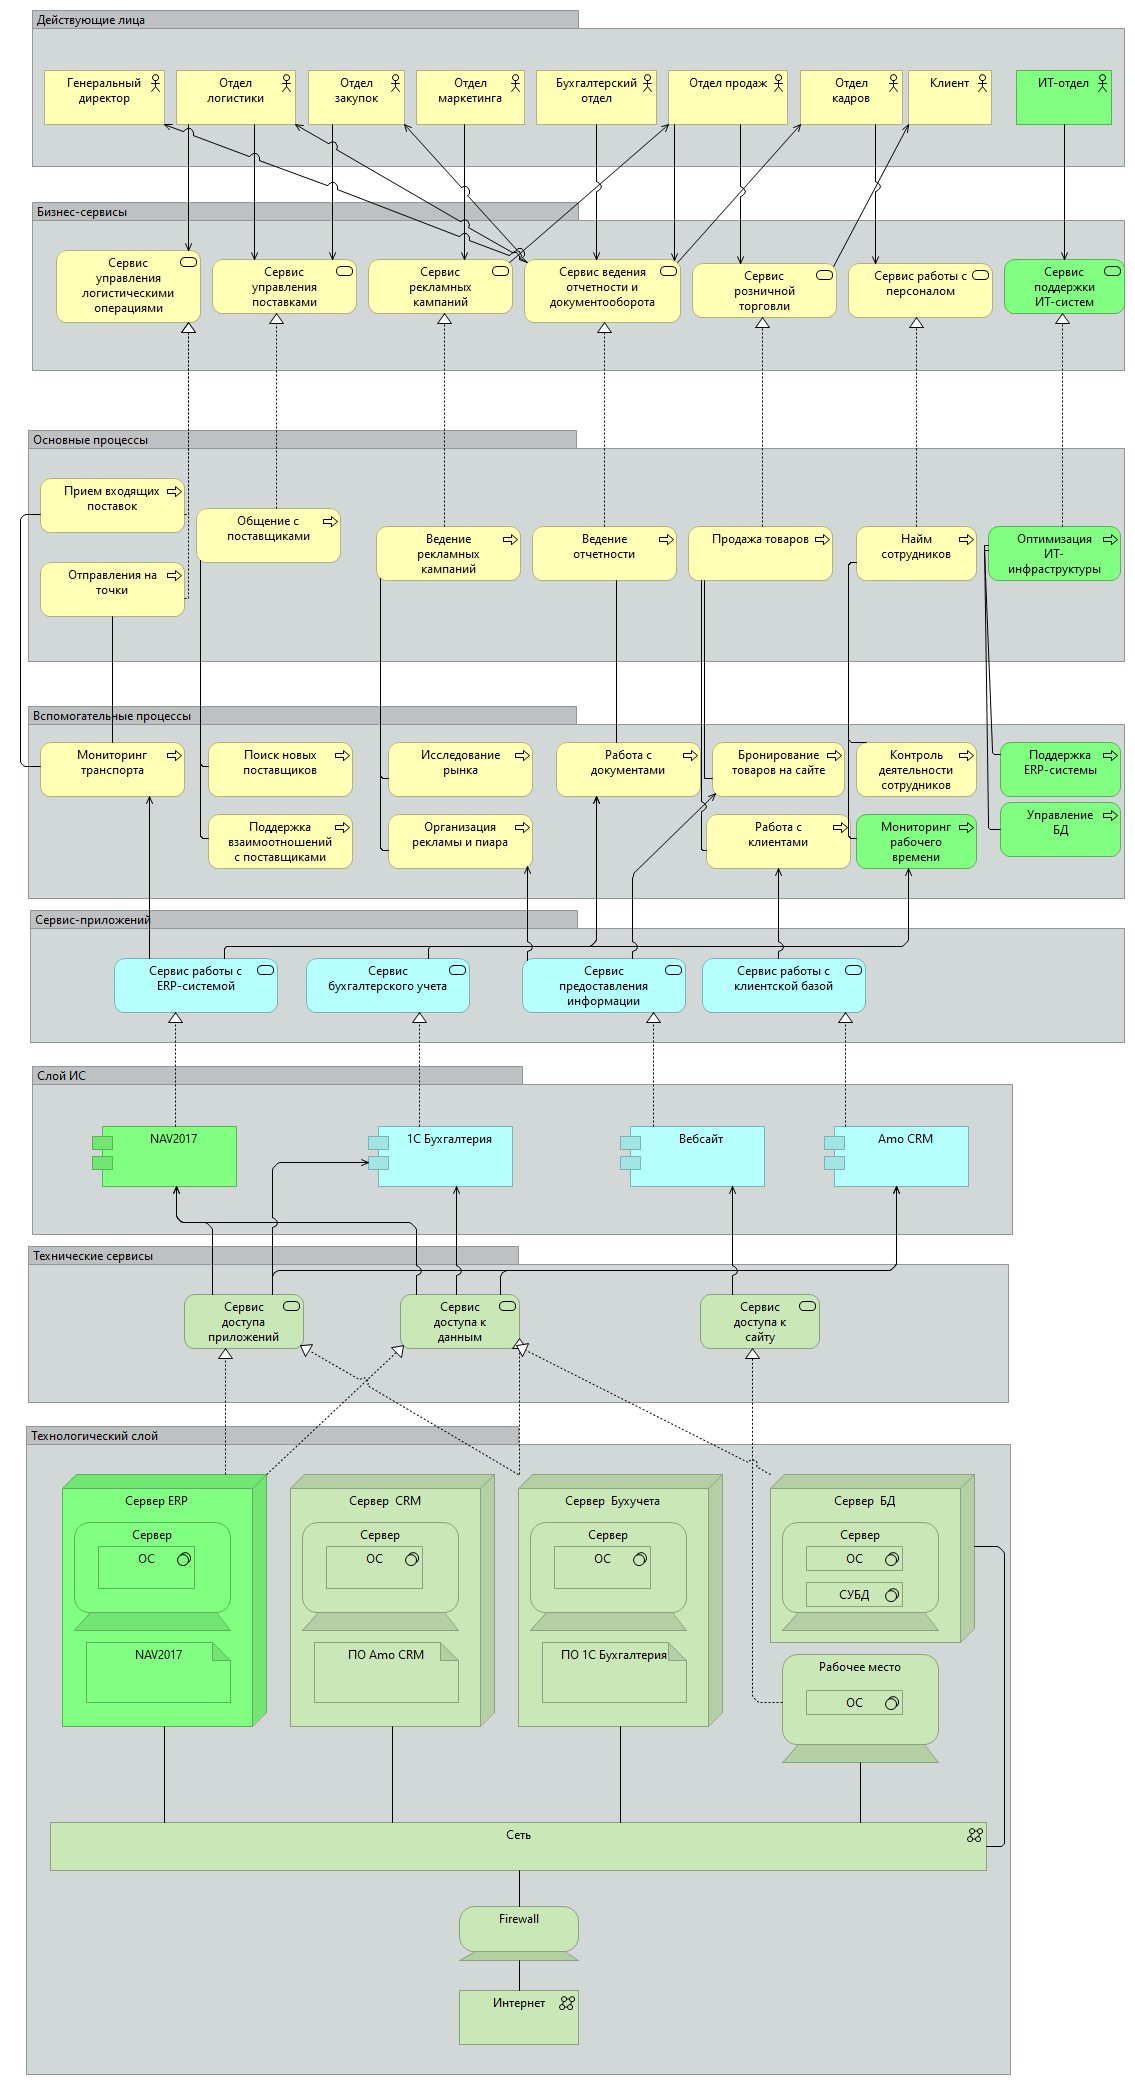 Действующие лица
Генеральный
директор
Отдел
логистики
Отдел
закупок
Отдел
маркетинга
Бухгалтерский
отдел
Отдел продаж
Отдел
кадров
Клиент
ИТ-отдел
Бизнес-сервисы
Сервис
управления
логистическими
операциями
Сервис
управления
поставками
Сервис
рекламных
кампаний
Сервис ведения
отчетности и
документооборота
Сервис
розничной
торговли
Сервис работы с
персоналом
Сервис
поддержки
ИТ-систем
Основные процессы
Прием входящих
поставок
Отправления на
точки
Общение с
поставщиками
Ведение
рекламных
кампаний
Ведение
отчетности
Продажа товаров
Найм
сотрудников
Оптимизация
ИТ-
инфраструктуры
Вспомогательные процессы
Мониторинг
транспорта
Поиск новых
поставщиков
Исследование
рынка
Работа с
документами
Бронирование
товаров на сайте
Контроль
деятельности
сотрудников
Поддержка
ERP-системы
Поддержка
взаимоотношений
с поставщиками
Организация
рекламы и пиара
Работа с
клиентами
Мониторинг
рабочего
времени
Управление
БД
Сервис-приложений
Сервис работы с
ERP-системой
Сервис
бухгалтерского учета
Сервис
предоставления
информации
Сервис работы с
клиентской базой
Слой ИС
NAV2017
1С Бухгалтерия
Вебсайт
Amo CRM
Технические сервисы
Сервис
доступа
приложений
Сервис
доступа к
данным
Сервис
доступа к
сайту
Технологический слой
Сервер ERP
Сервер
ОС
NAV2017
Сервер CRM
Сервер
ОС
ПО Amo CRM
Сервер Бухучета
Сервер
ОС
ПО 1С Бухгалтерия
Сервер БД
Сервер
ОС
СУБД
Рабочее место
ОС
Сеть
Firewall
Интернет